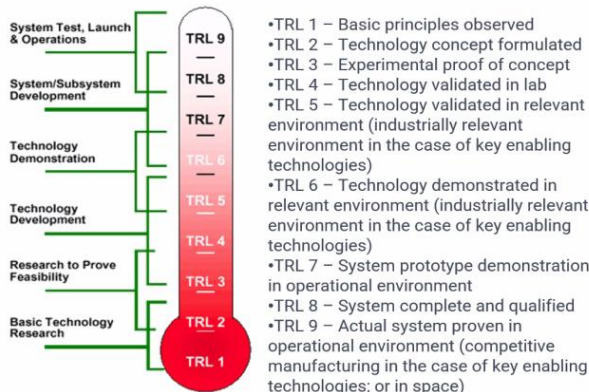 System Test, Launch
& Operations
System/Subsystem
Development
Technology
Demonstration
Technology
Development
Research to Prove
Feasibility
Basic Technology
Research
TRL 9
TRL 8
TRL 7
TRL 6
TRL 5
TRL 4
TRL 3
TRL 2
TRL 1
•TRL 1 – Basic principles observed
•TRL 2 – Technology concept formulated
•TRL 3 – Experimental proof of concept
•TRL 4 – Technology validated in lab
•TRL 5 – Technology validated in relevant
environment (industrially relevant
environment in the case of key enabling
technologies)
•TRL 6 – Technology demonstrated in
relevant environment (industrially relevant
environment in the case of key enabling
technologies)
•TRL 7 – System prototype demonstration
in operational environment
•TRL 8 – System complete and qualified
•TRL 9 – Actual system proven in
operational environment (competitive
manufacturing in the case of key enabling
technologies; or in space)